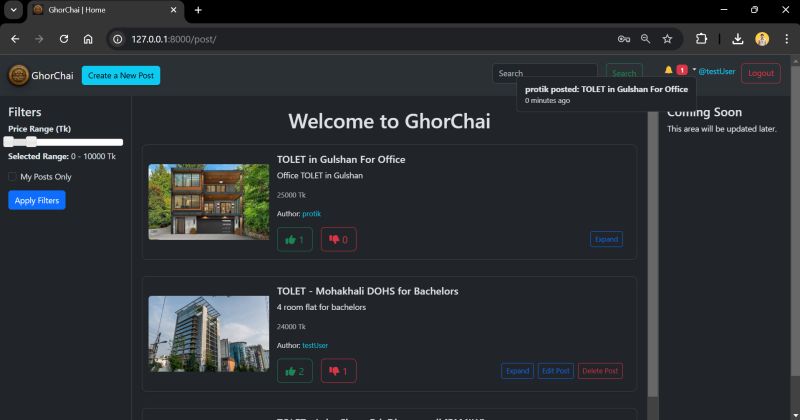 GhorChai | Home
127.0.0.1:8000/post/
GhorChai
Create a New Post
Search
Search
1
@testUser
Logout
protik posted: TOLET in Gulshan For Office
0 minutes ago
Filters
Price Range (Tk)
Selected Range: 0 - 10000 Tk
My Posts Only
Apply Filters
Welcome to GhorChai
TOLET in Gulshan For Office
Office TOLET in Gulshan
25000 Tk
Author: protik
1
0
Expand
TOLET - Mohakhali DOHS for Bachelors
4 room flat for bachelors
24000 Tk
Author: testUser
2
1
Expand
Edit Post
Delete Post
Coming Soon
This area will be updated later.